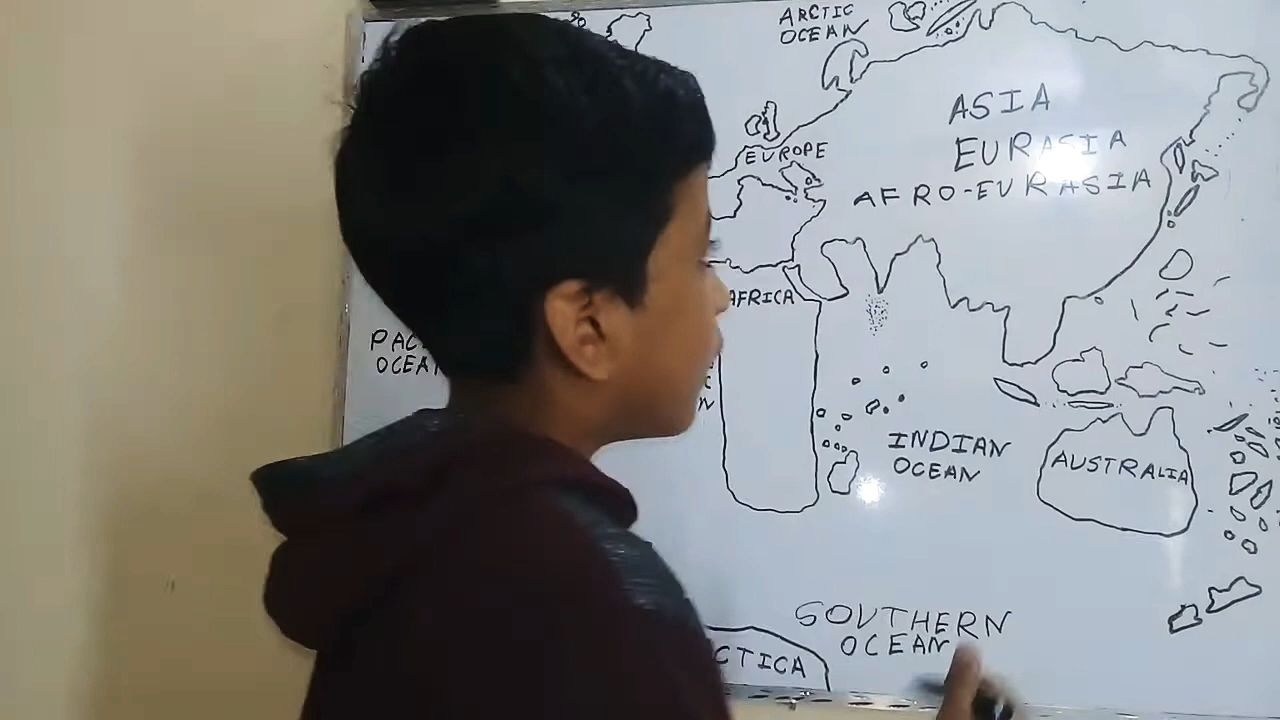 ARCTIC
OCEAN
ASIA
EUROPE
EURASIA
AFRO-EURASIA
AFRICA
INDIAN
OCEAN
AUSTRALIA
SOUTHERN
OCEAN